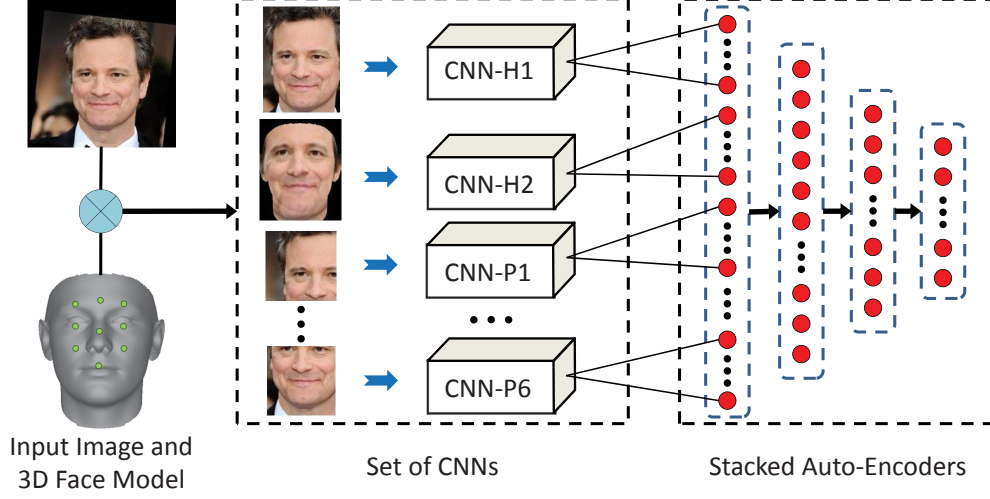 CNN-H1
CNN-H2
CNN-P1
CNN-P6
Input Image and
3D Face Model
Set of CNNs
Stacked Auto-Encoders